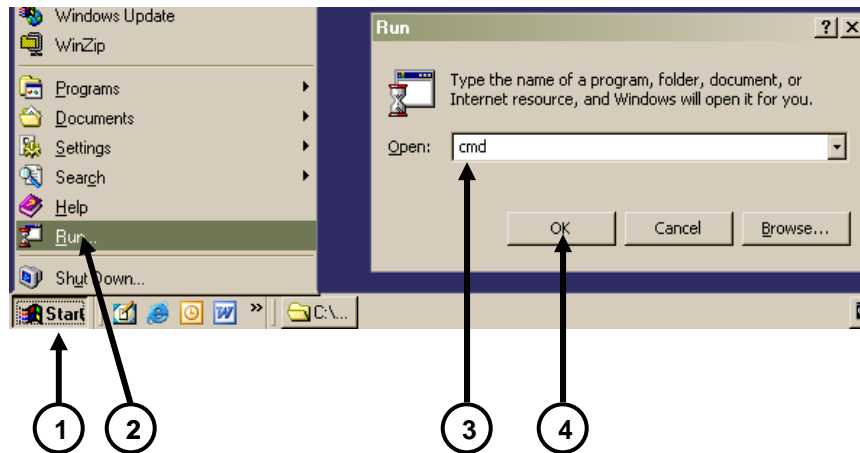 Windows Update
WinZip
Programs
Documents
Settings
Search
Help
Run...
Shut Down...
Start
W
»
C:\...
Run
?
Type the name of a program, folder, document, or
Internet resource, and Windows will open it for you.
Open:
cmd
OK
Cancel
Browse...
1
2
3
4